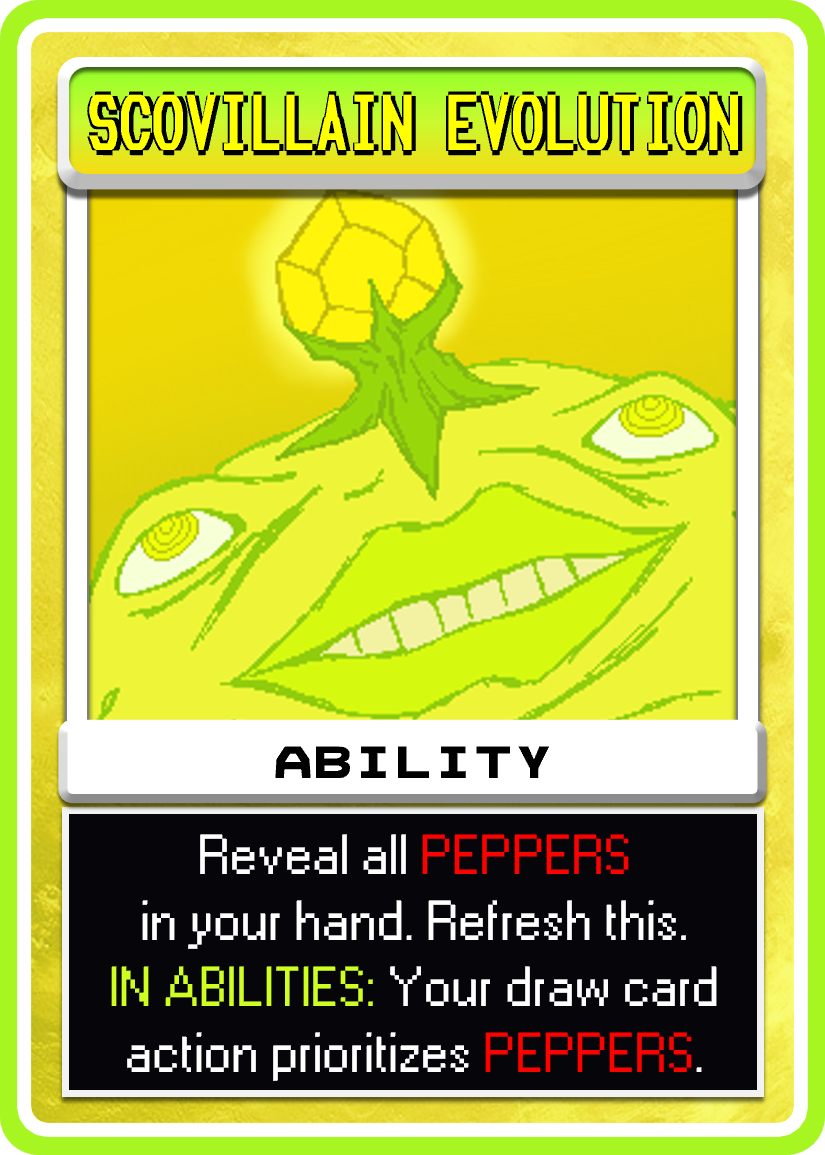 SCOVILLAIN EVOLUTION
ABILITY
Reveal all PEPPERS
in your hand. Refresh this.
IN ABILITIES: Your draw card
action prioritizes PEPPERS.